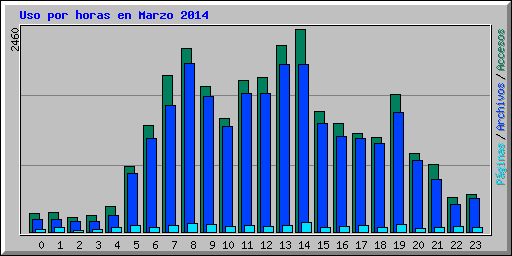 Uso por horas en Marzo 2014
2460
Páginas / Archivos / Accesos
0 1 2 3 4 5 6 7 8 9 10 11 12 13 14 15 16 17 18 19 20 21 22 23